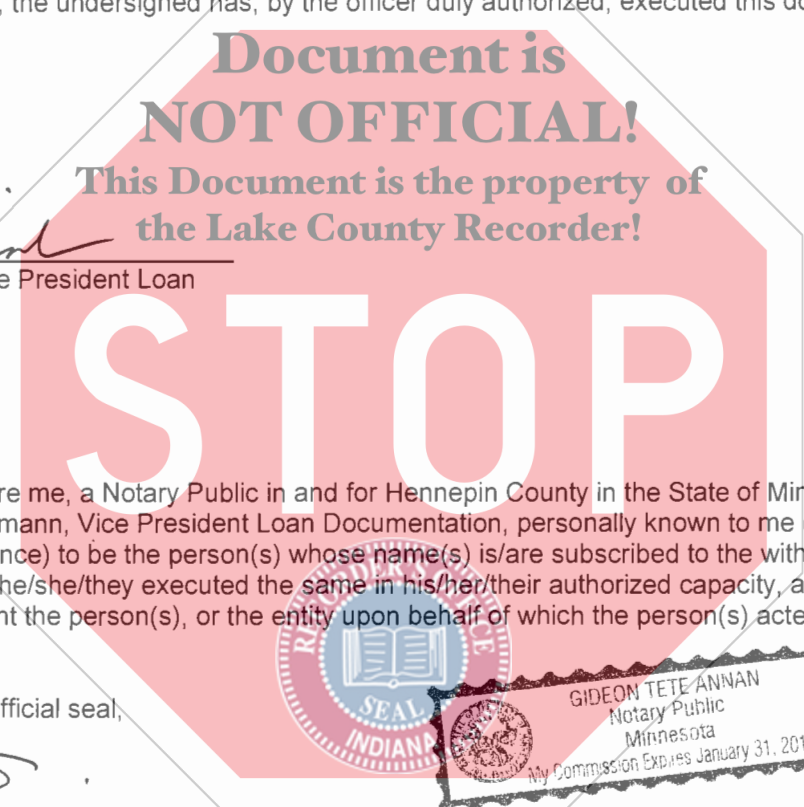 , the undersigned has, by the officer duly authorized, executed this do
Document is
NOT OFFICIAL!
This Document is the property of
the Lake County Recorder!
e President Loan
STOP
re me, a Notary Public in and for Hennepin County in the State of Min
mann, Vice President Loan Documentation, personally known to me
nce) to be the person(s) whose name(s) is/are subscribed to the with
he/she/they executed the same in his/her/their authorized capacity, a
nt the person(s), or the entity upon behalf of which the person(s) acte
RECORDER'S OFFICE
SEAL
INDIANA
fficial seal,
GIDEON TETE ANNAN
Notary Public
Minnesota
My Commission Expires January 31, 201